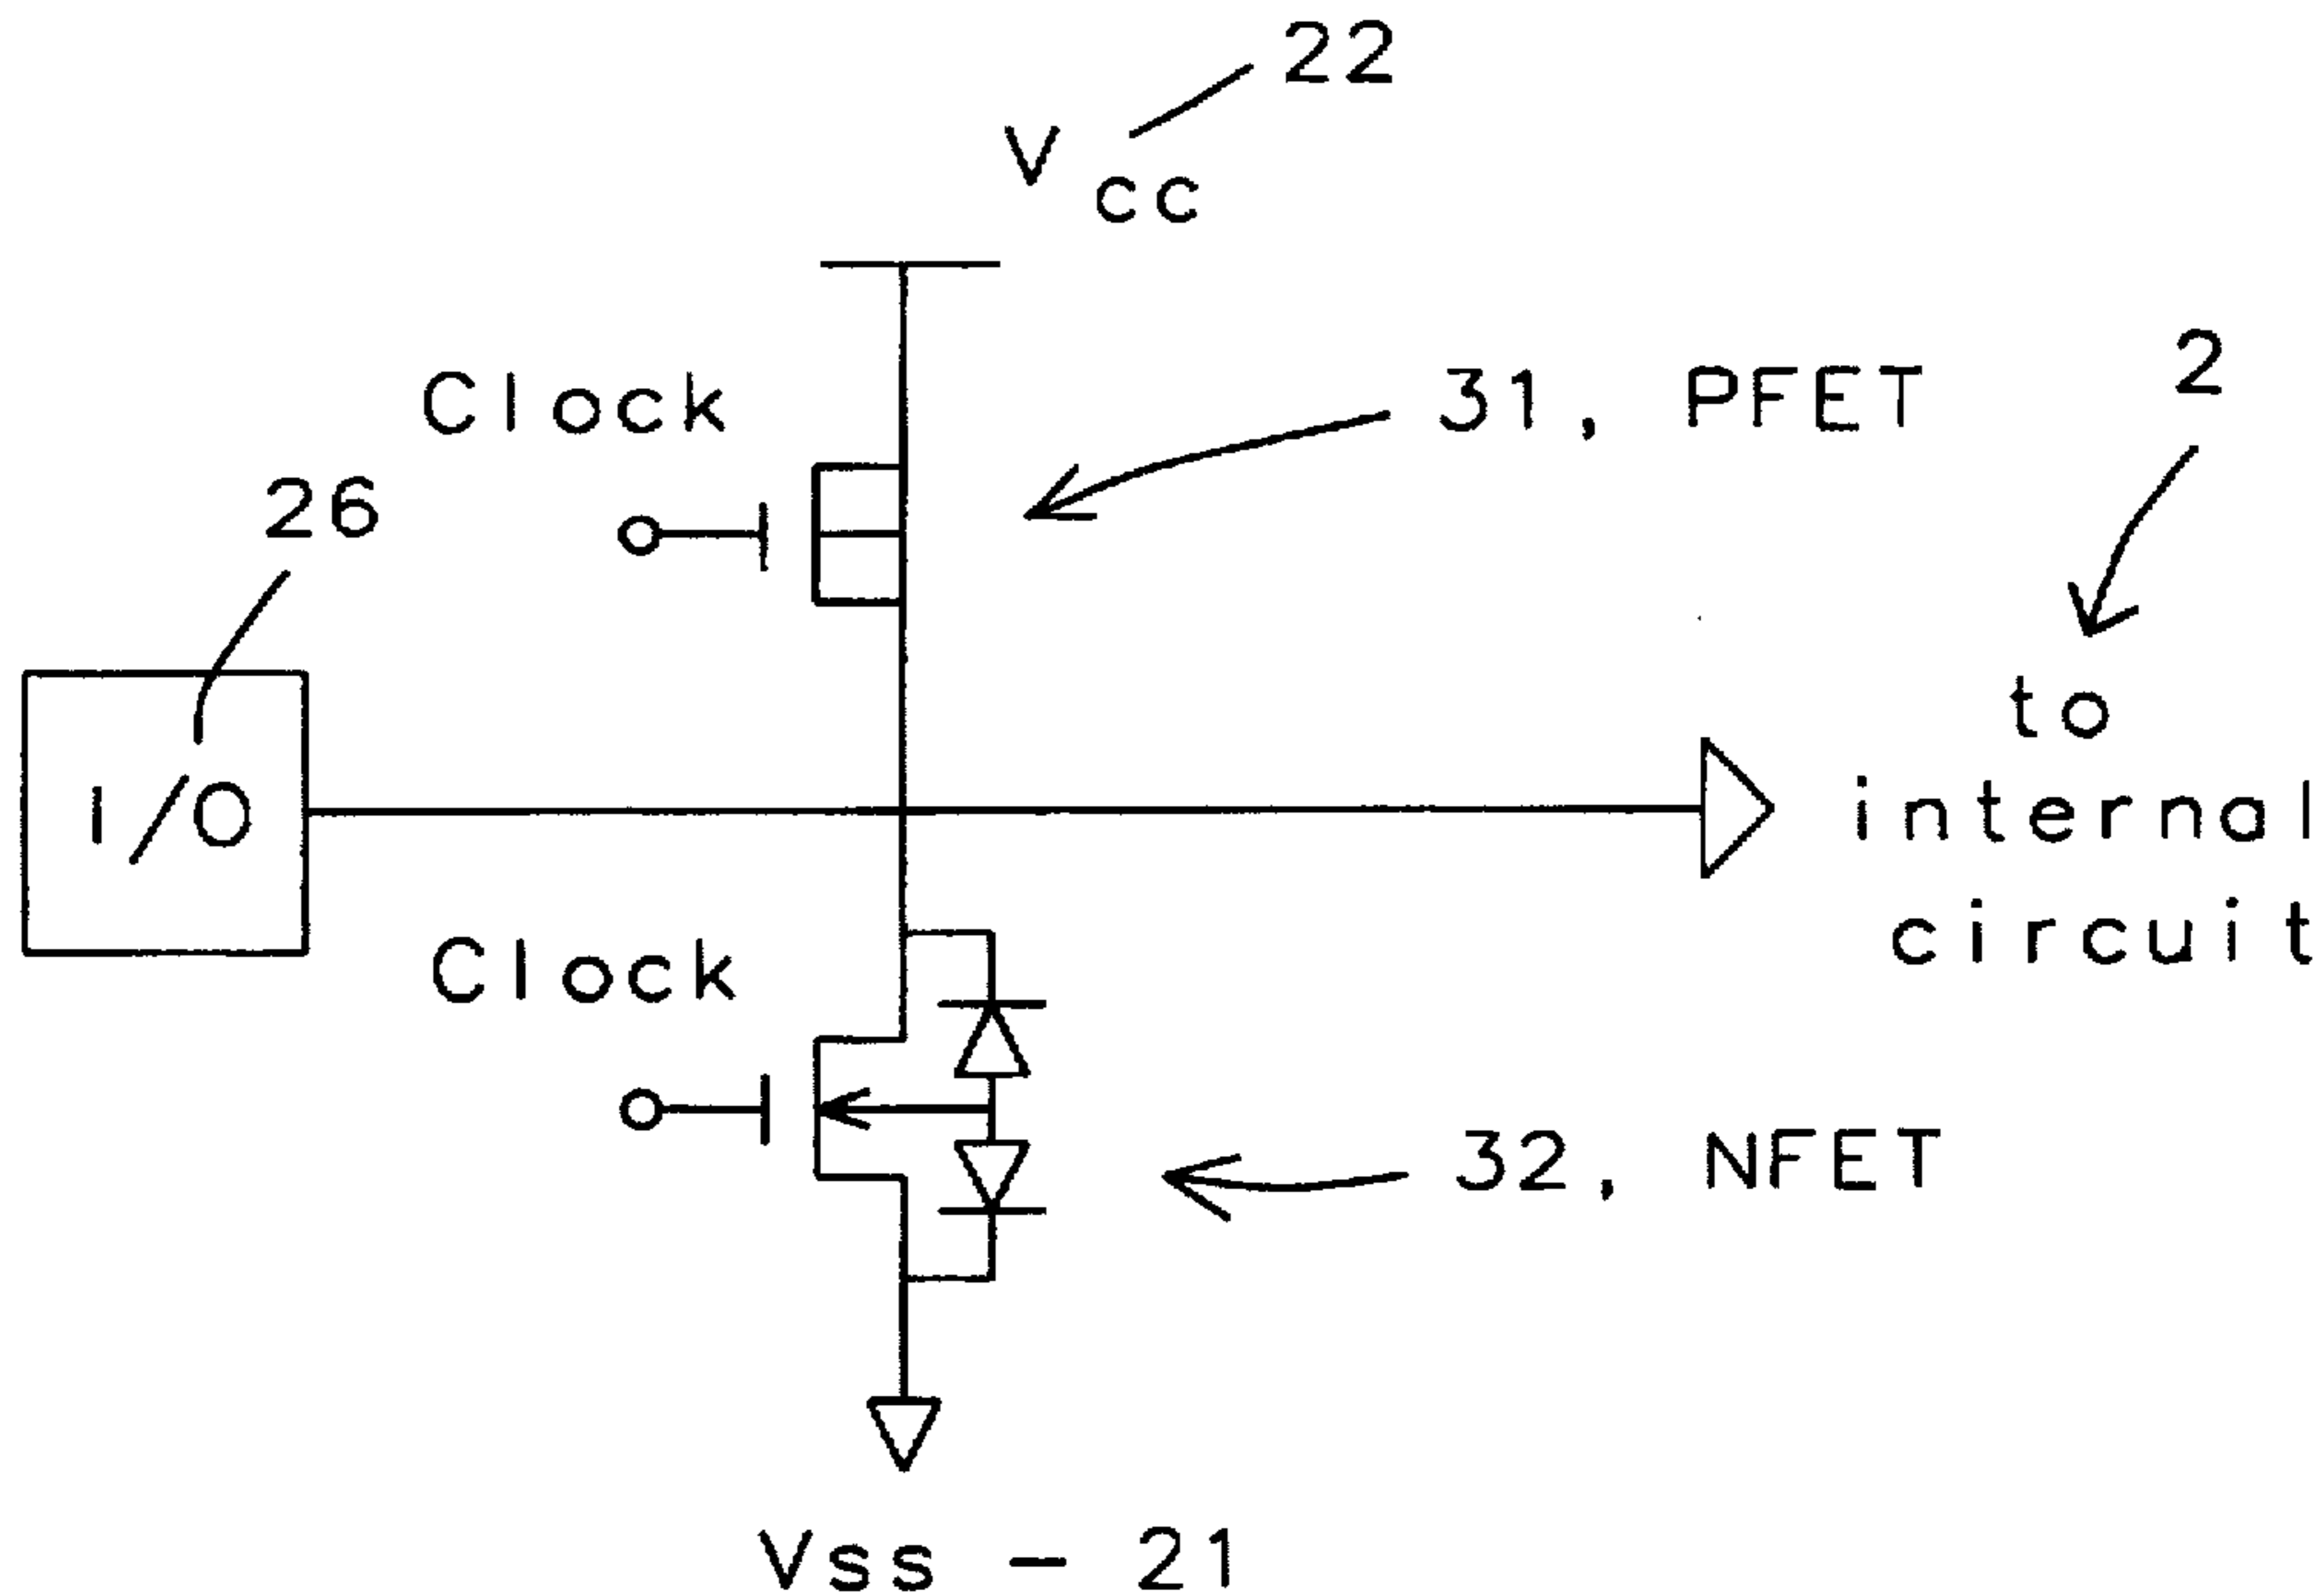 22
Vcc
Clock
31, PFET
2
26
to
internal
circuit
I/O
Clock
32, NFET
Vss - 21